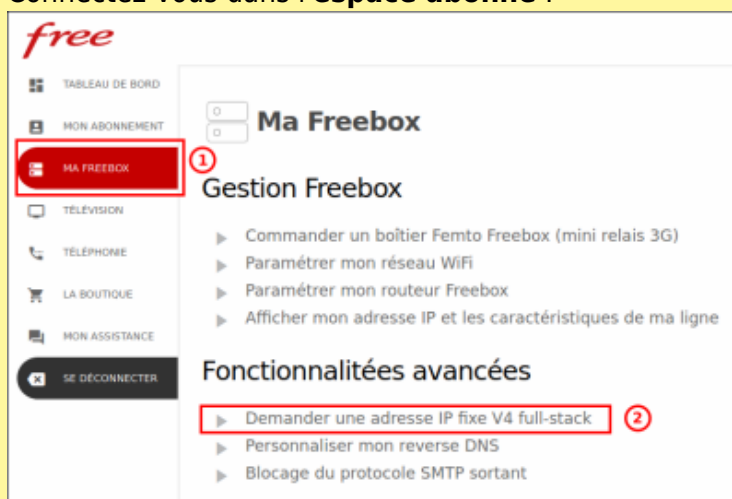 Connectez-vous dans l'espace abonné :
free
TABLEAU DE BORD
MON ABONNEMENT
MA FREEBOX
1
TÉLÉVISION
TÉLÉPHONIE
LA BOUTIQUE
MON ASSISTANCE
SE DÉCONNECTER
Ma Freebox
Gestion Freebox
Commander un boîtier Femto Freebox (mini relais 3G)
Paramétrer mon réseau WiFi
Paramétrer mon routeur Freebox
Afficher mon adresse IP et les caractéristiques de ma ligne
Fonctionnalitées avancées
Demander une adresse IP fixe V4 full-stack
2
Personnaliser mon reverse DNS
Blocage du protocole SMTP sortant